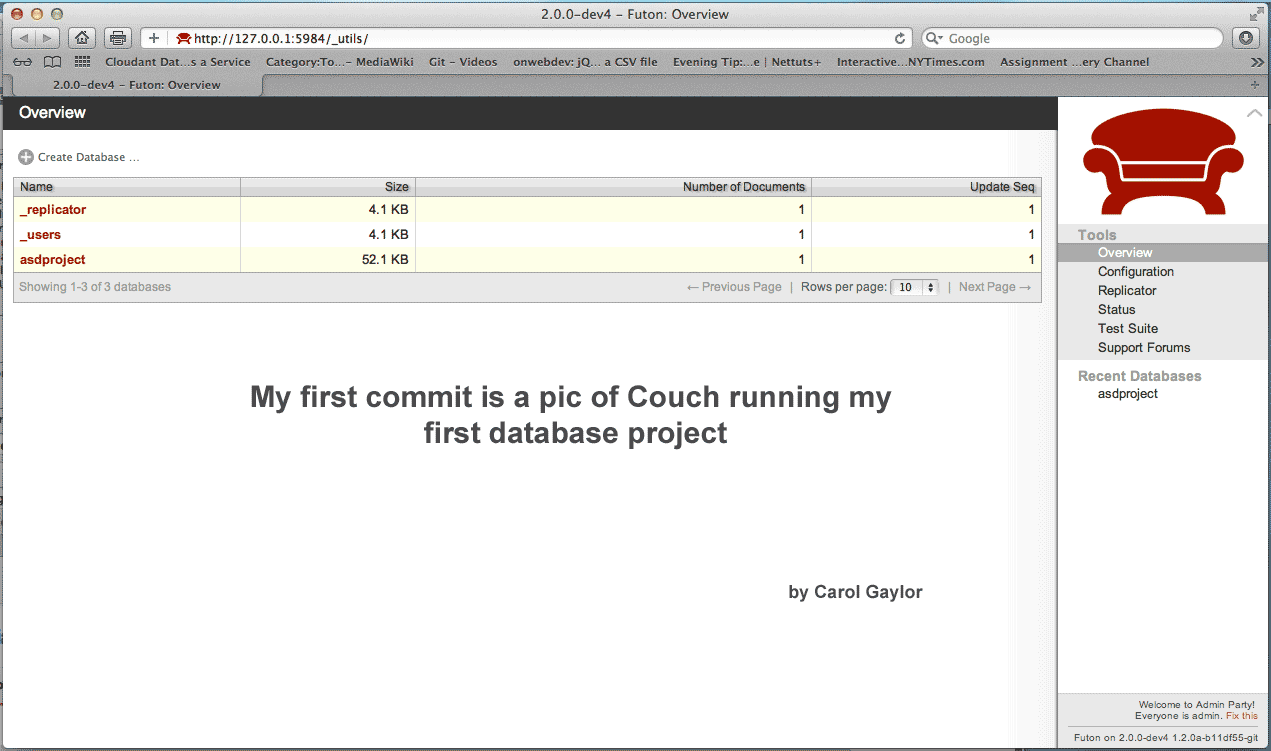 2.0.0-dev4 – Futon: Overview
http://127.0.0.1:5984/_utils/
Google
Cloudant Dat...s a Service Category:To...– MediaWiki Git – Videos onwebdev: jQ... a CSV file Evening Tip:...e | Nettuts+ Interactive...NYTimes.com Assignment ...ery Channel
2.0.0-dev4 – Futon: Overview
Overview
Create Database ...
Name Size Number of Documents Update Seq
_replicator 4.1 KB 1 1
_users 4.1 KB 1 1
asdproject 52.1 KB 1 1
Showing 1-3 of 3 databases ← Previous Page | Rows per page: 10 | Next Page →
My first commit is a pic of Couch running my
first database project
by Carol Gaylor
Tools
Overview
Configuration
Replicator
Status
Test Suite
Support Forums
Recent Databases
asdproject
Welcome to Admin Party!
Everyone is admin. Fix this
Futon on 2.0.0-dev4 1.2.0a-b11df55-git